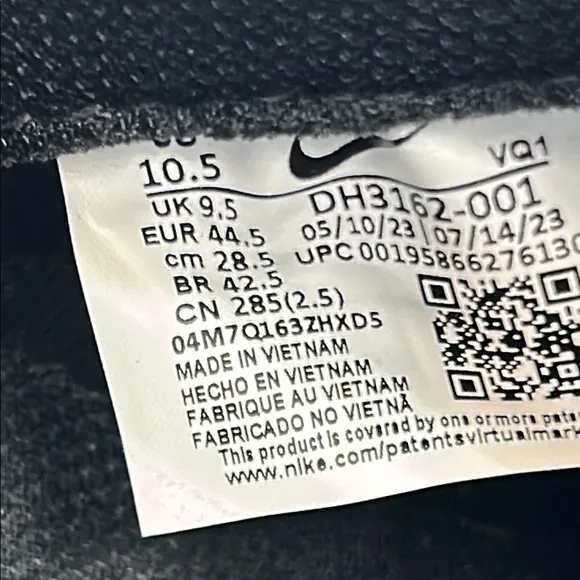 10.5
VQ1
UK 9.5
DH3162-001
EUR 44.5
05/10/23 07/14/23
cm 28.5
UPC 00195866276130
BR 42.5
CN 285(2.5)
04M7Q163ZHXD5
MADE IN VIETNAM
HECHO EN VIETNAM
FABRIQUE AU VIETNAM
FABRICADO NO VIETNÃ
This product is covered by one or more
www.nike.com/patentsvirtualmark